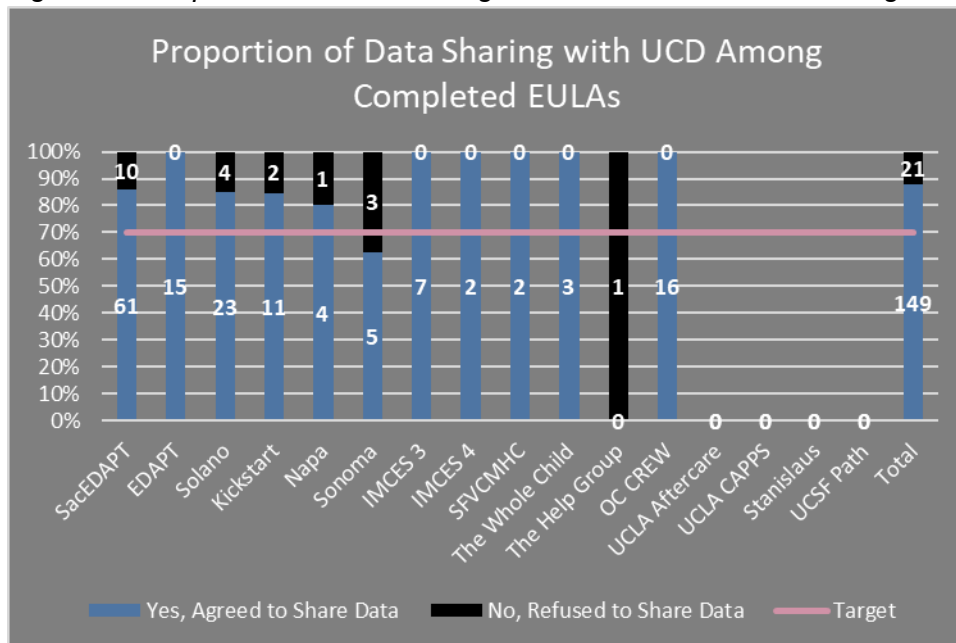 Proportion of Data Sharing with UCD Among
Completed EULAs
100%
90%
80%
70%
60%
50%
40%
30%
20%
10%
0%
10 0 4 2 1 3 0 0 0 0 1 0 21
61 15 23 11 4 5 7 2 2 3 0 16 0 0 0 0 149
SacEDAPT
EDAPT
Solano
Kickstart
Napa
Sonoma
IMCES 3
IMCES 4
SFVCMHC
The Whole Child
The Help Group
OC CREW
UCLA Aftercare
UCLA CAPPS
Stanislaus
UCSF Path
Total
Yes, Agreed to Share Data No, Refused to Share Data Target